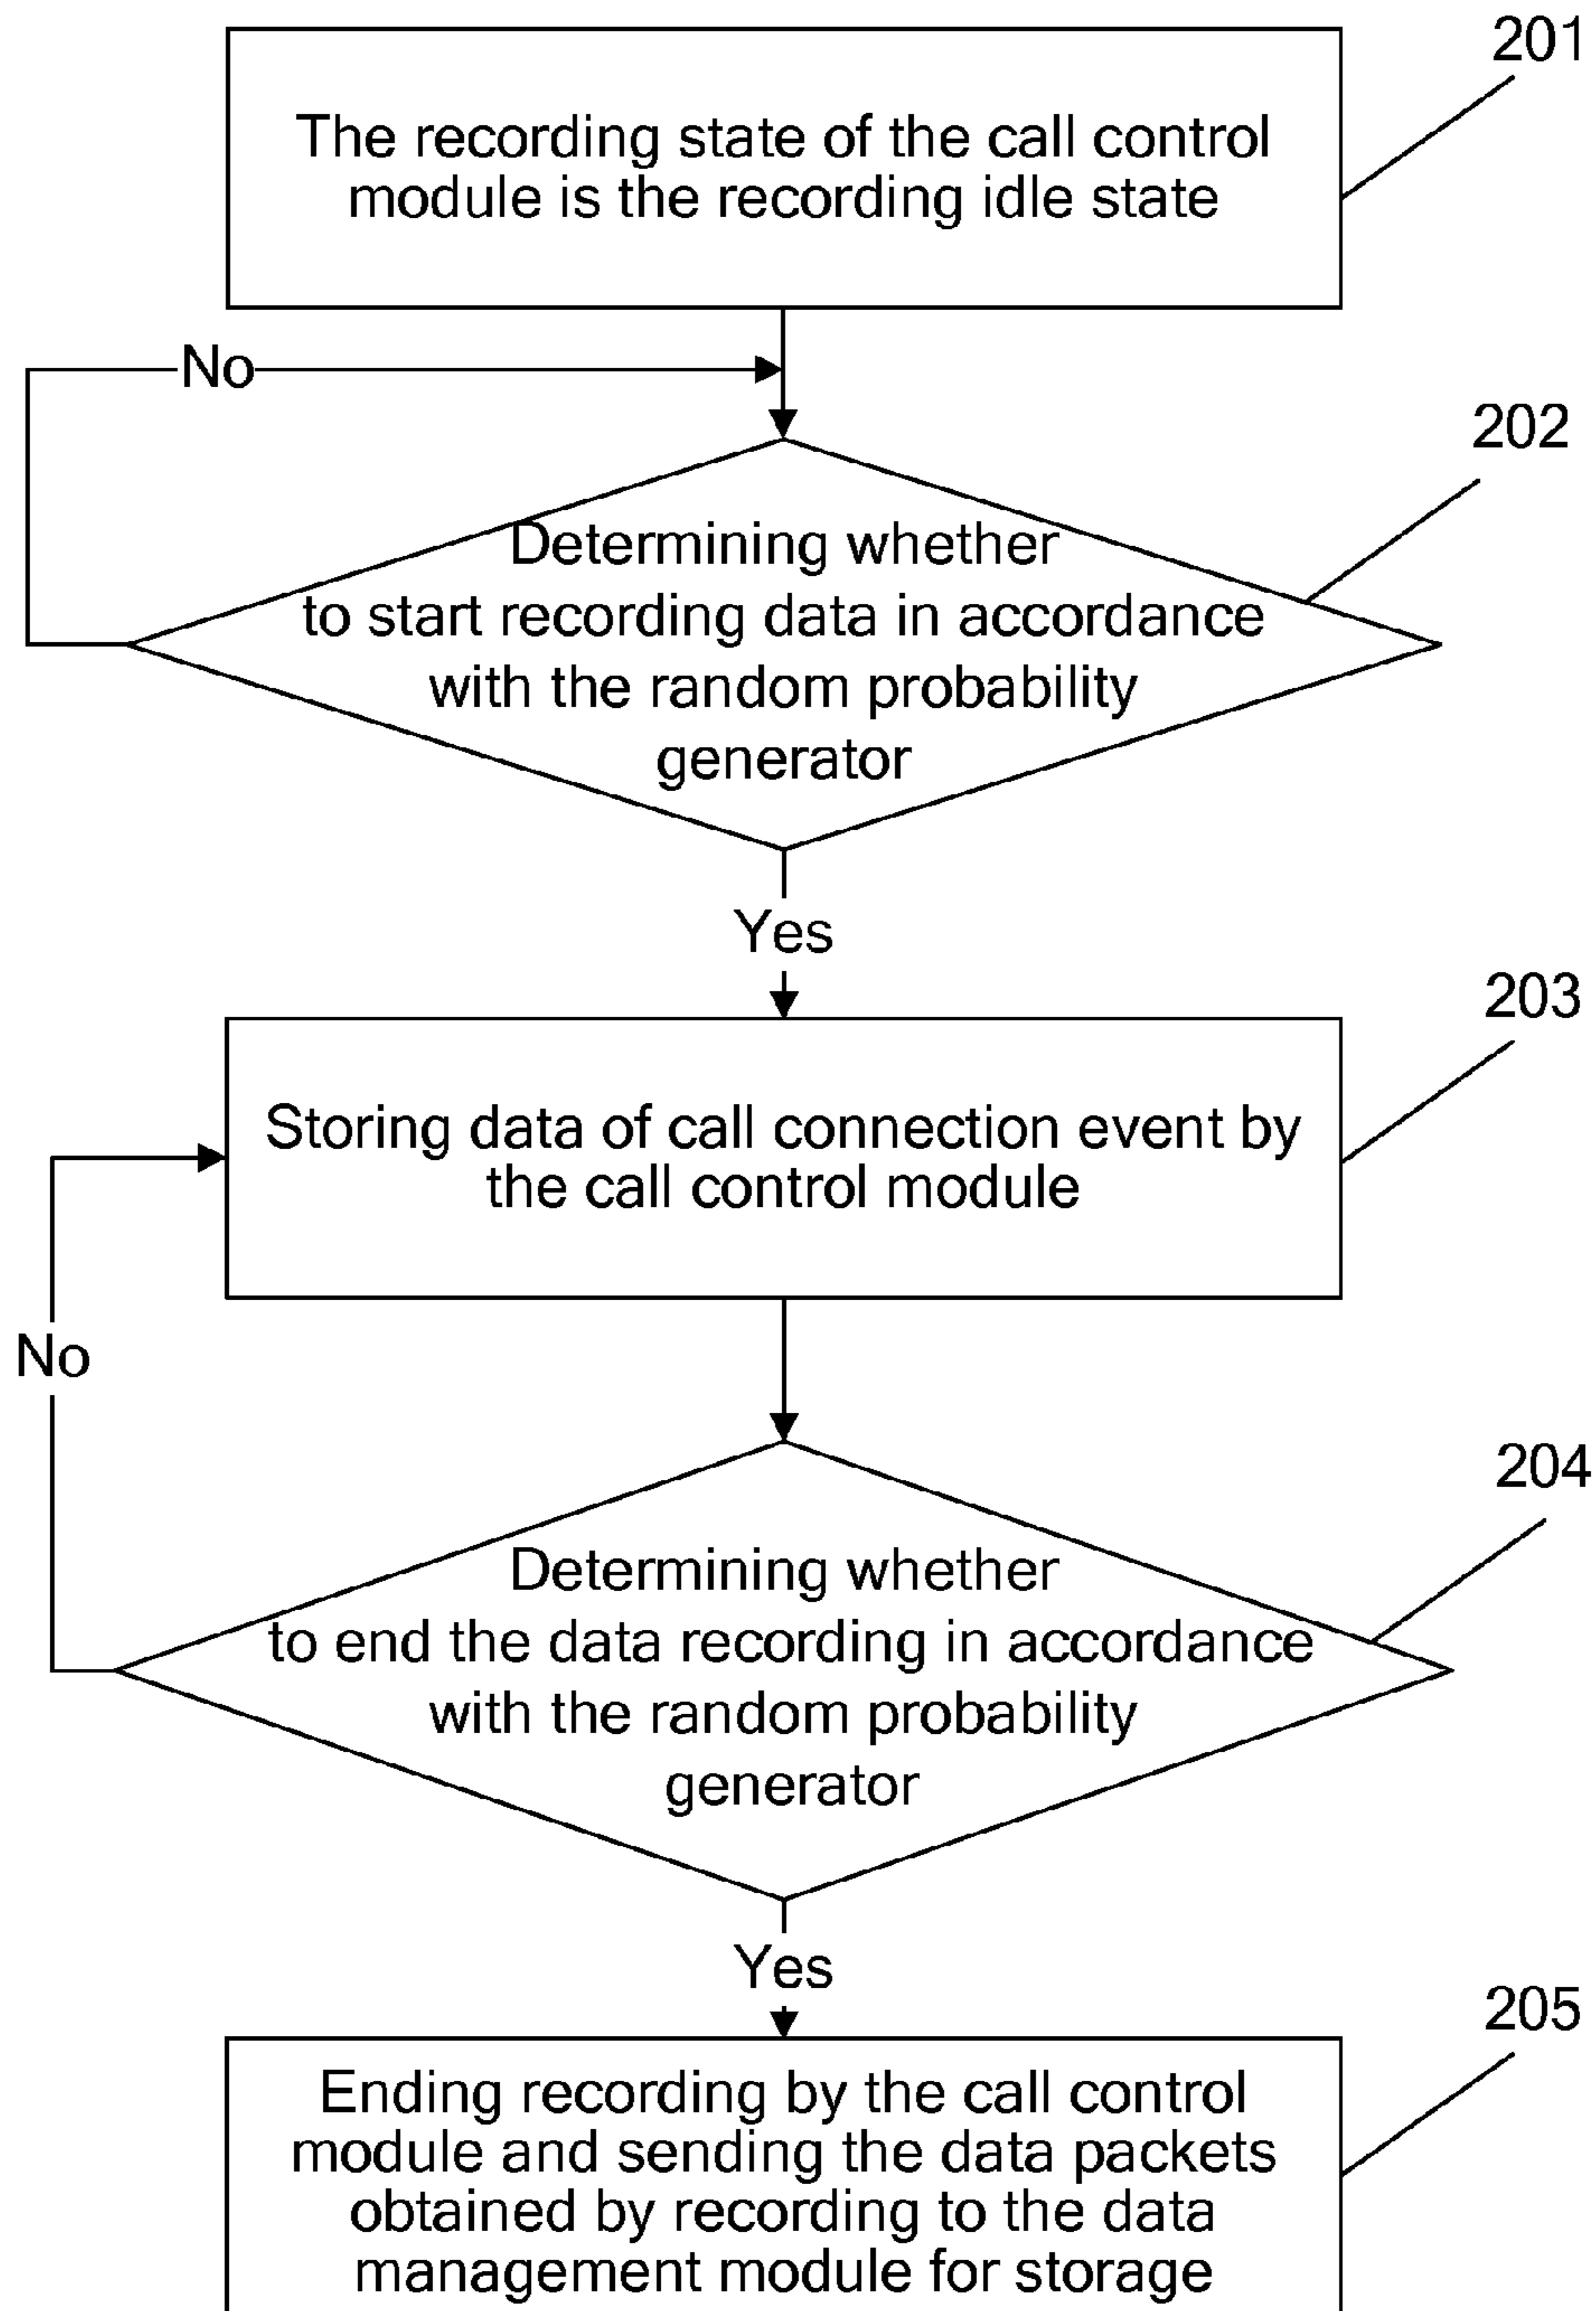 201
The recording state of the call control
module is the recording idle state
No
202
Determining whether
to start recording data in accordance
with the random probability
generator
Yes
203
Storing data of call connection event by
the call control module
No
204
Determining whether
to end the data recording in accordance
with the random probability
generator
Yes
205
Ending recording by the call control
module and sending the data packets
obtained by recording to the data
management module for storage